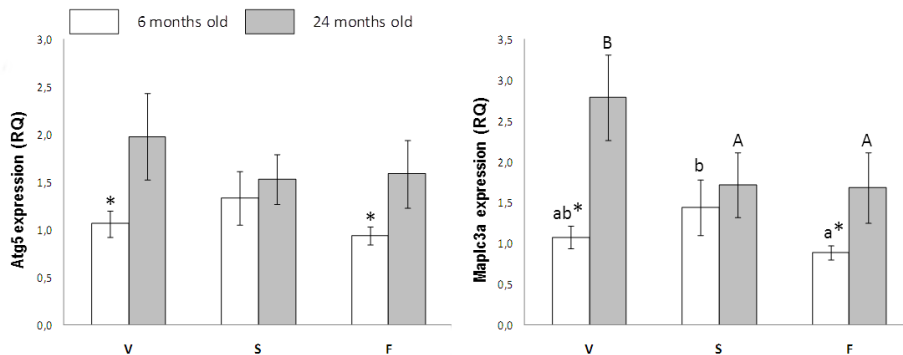 6 months old
24 months old
Atg5 expression (RQ)
3,0
2,5
2,0
1,5
1,0
0,5
0,0
*
*
V S F
Maplc3a expression (RQ)
3,5
3,0
2,5
2,0
1,5
1,0
0,5
0,0
ab*
B
b
A
a*
A
V S F